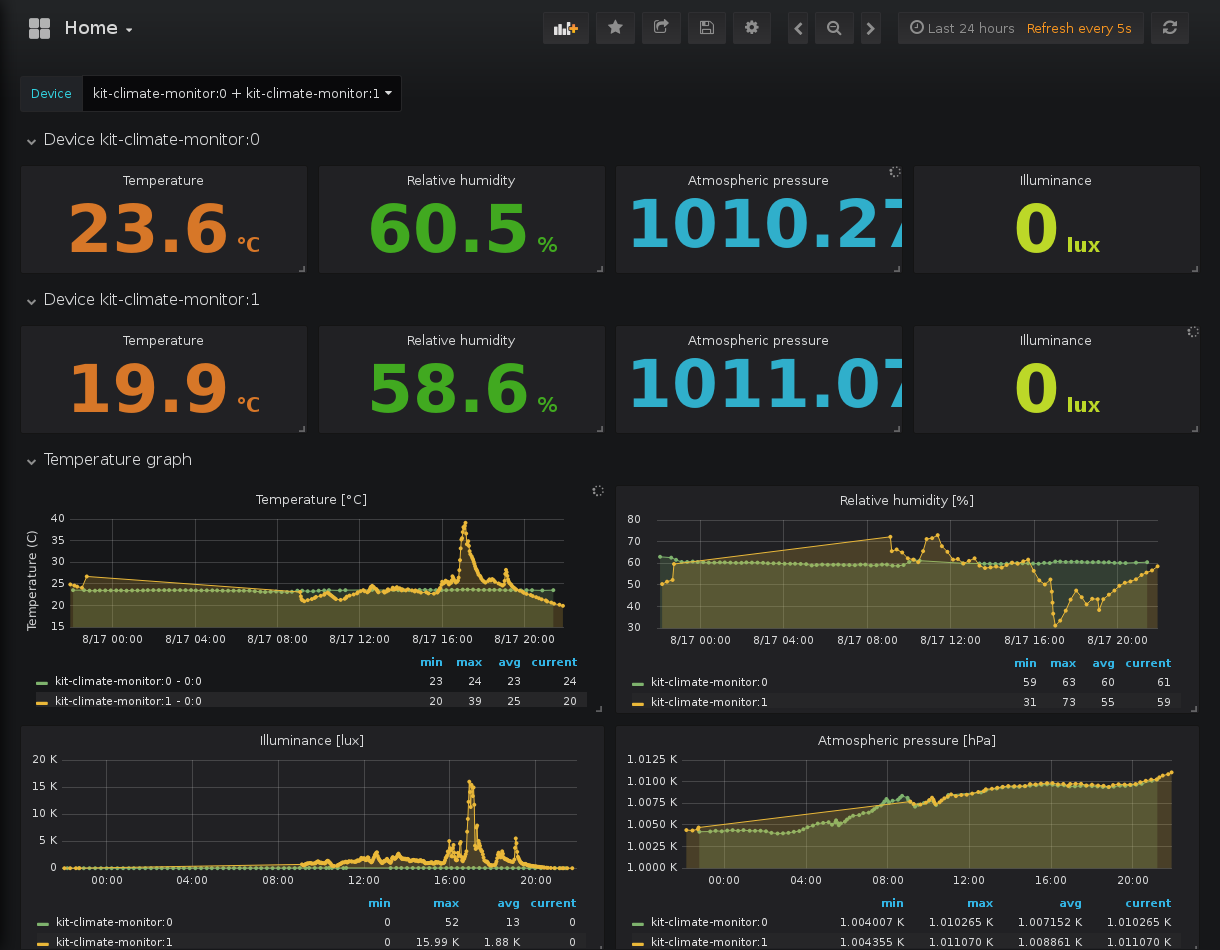 Home
Last 24 hours Refresh every 5s
Device kit-climate-monitor:0 + kit-climate-monitor:1
Device kit-climate-monitor:0
Temperature Relative humidity Atmospheric pressure Illuminance
23.6 °C 60.5 % 1010.27 0 lux
Device kit-climate-monitor:1
Temperature Relative humidity Atmospheric pressure Illuminance
19.9 °C 58.6 % 1011.07 0 lux
Temperature graph
Temperature [°C]
Temperature (C)
40
35
30
25
20
15
8/17 00:00 8/17 04:00 8/17 08:00 8/17 12:00 8/17 16:00 8/17 20:00
min max avg current
kit-climate-monitor:0 - 0:0 23 24 23 24
kit-climate-monitor:1 - 0:0 20 39 25 20
Relative humidity [%]
80
70
60
50
40
30
8/17 00:00 8/17 04:00 8/17 08:00 8/17 12:00 8/17 16:00 8/17 20:00
min max avg current
kit-climate-monitor:0 59 63 60 61
kit-climate-monitor:1 31 73 55 59
Illuminance [lux]
20 K
15 K
10 K
5 K
0
00:00 04:00 08:00 12:00 16:00 20:00
min max avg current
kit-climate-monitor:0 0 52 13 0
kit-climate-monitor:1 0 15.99 K 1.88 K 0
Atmospheric pressure [hPa]
1.0125 K
1.0100 K
1.0075 K
1.0050 K
1.0025 K
1.0000 K
00:00 04:00 08:00 12:00 16:00 20:00
min max avg current
kit-climate-monitor:0 1.004007 K 1.010265 K 1.007152 K 1.010265 K
kit-climate-monitor:1 1.004355 K 1.011070 K 1.008861 K 1.011070 K